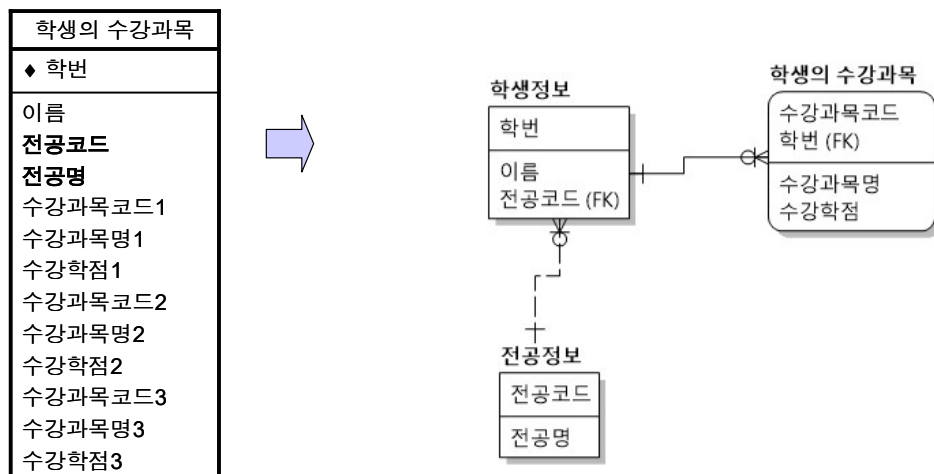 학생의 수강과목
♦ 학번
이름
전공코드
전공명
수강과목코드1
수강과목명1
수강학점1
수강과목코드2
수강과목명2
수강학점2
수강과목코드3
수강과목명3
수강학점3
학생정보
학번
이름
전공코드 (FK)
학생의 수강과목
수강과목코드
학번 (FK)
수강과목명
수강학점
전공정보
전공코드
전공명